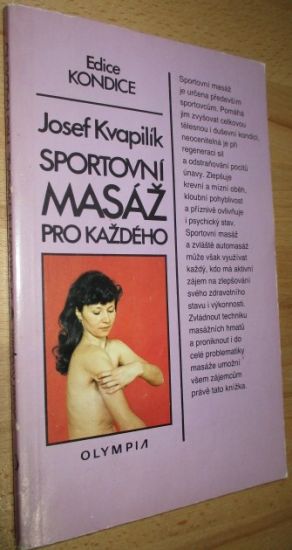 Edice
KONDICE
Josef Kvapilík
SPORTOVNÍ
MASÁŽ
PRO KAŽDÉHO
OLYMPIA
Sportovní masáž
je určena především
sportovcům. Pomáhá
jim zvyšovat celkovou
tělesnou i duševní kondici,
neocenitelná je při
regeneraci sil
a odstraňování pocitů
únavy. Zlepšuje
krevní a mízní oběh,
kloubní pohyblivost
a příznivě ovlivňuje
i psychický stav.
Sportovní masáž
a zvláště automasáž
může však využívat
každý, kdo má aktivní
zájem na zlepšování
svého zdravotního
stavu i výkonnosti.
Zvládnout techniku
masážních hmatů
a proniknout i do
celé problematiky
masáže umožní
všem zájemcům
právě tato knížka.